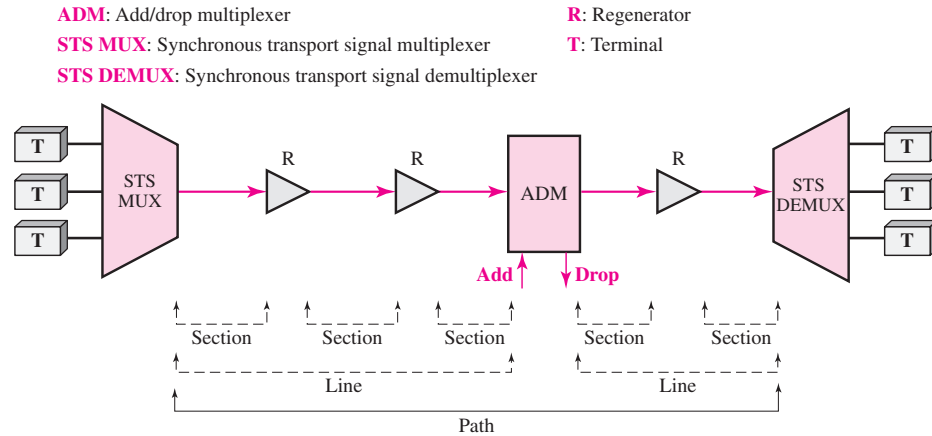 ADM: Add/drop multiplexer
R: Regenerator
STS MUX: Synchronous transport signal multiplexer
T: Terminal
STS DEMUX: Synchronous transport signal demultiplexer
T
T
T
STS
MUX
R
R
ADM
R
STS
DEMUX
T
T
T
Add
Drop
Section
Section
Section
Section
Section
Line
Line
Path